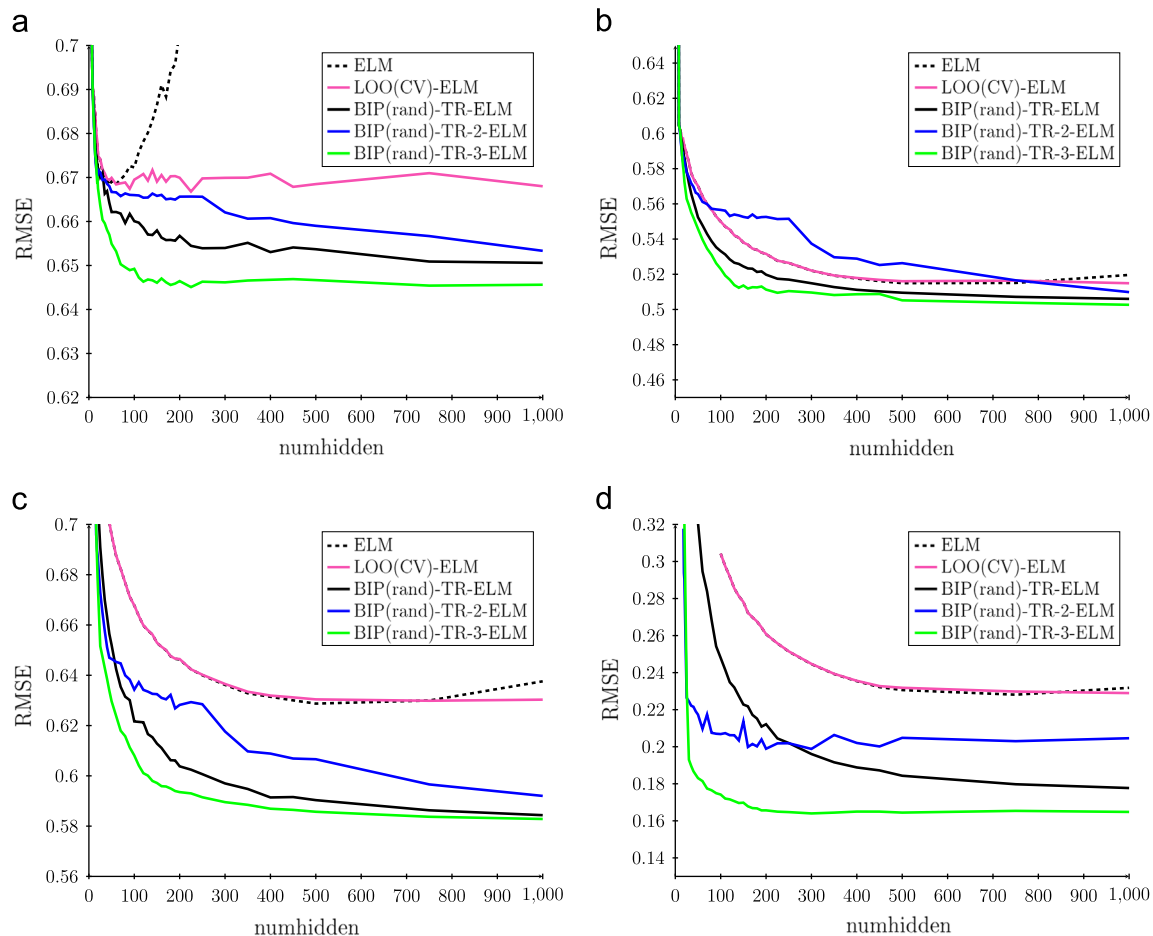 a
0.7
0.69
0.68
0.67
0.66
0.65
0.64
0.63
0.62
RMSE
0 100 200 300 400 500 600 700 800 900 1,000
numhidden
ELM
LOO(CV)-ELM
BIP(rand)-TR-ELM
BIP(rand)-TR-2-ELM
BIP(rand)-TR-3-ELM
b
0.64
0.62
0.6
0.58
0.56
0.54
0.52
0.5
0.48
0.46
RMSE
0 100 200 300 400 500 600 700 800 900 1,000
numhidden
ELM
LOO(CV)-ELM
BIP(rand)-TR-ELM
BIP(rand)-TR-2-ELM
BIP(rand)-TR-3-ELM
c
0.7
0.68
0.66
0.64
0.62
0.6
0.58
0.56
RMSE
0 100 200 300 400 500 600 700 800 900 1,000
numhidden
ELM
LOO(CV)-ELM
BIP(rand)-TR-ELM
BIP(rand)-TR-2-ELM
BIP(rand)-TR-3-ELM
d
0.32
0.3
0.28
0.26
0.24
0.22
0.2
0.18
0.16
0.14
RMSE
0 100 200 300 400 500 600 700 800 900 1,000
numhidden
ELM
LOO(CV)-ELM
BIP(rand)-TR-ELM
BIP(rand)-TR-2-ELM
BIP(rand)-TR-3-ELM